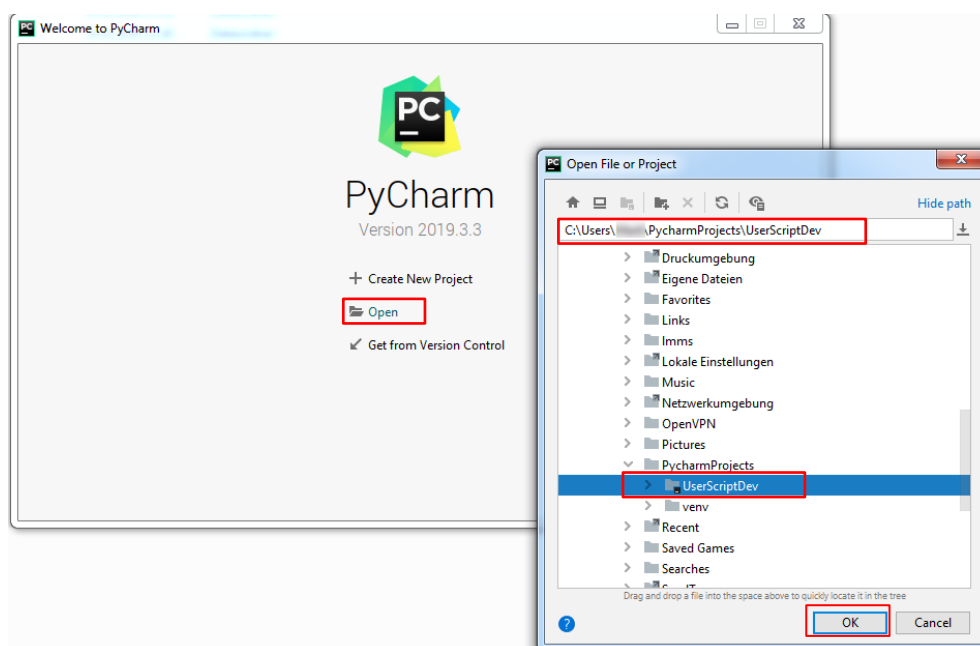 Welcome to PyCharm
PC
PyCharm
Version 2019.3.3
Create New Project
Open
Get from Version Control
Open File or Project
Hide path
C:\Users\ \PycharmProjects\UserScriptDev
Druckumgebung
Eigene Dateien
Favorites
Links
Imms
Lokale Einstellungen
Music
Netzwerkumgebung
OpenVPN
Pictures
PycharmProjects
UserScriptDev
venv
Recent
Saved Games
Searches
Drag and drop a file into the space above to quickly locate it in the tree
OK
Cancel